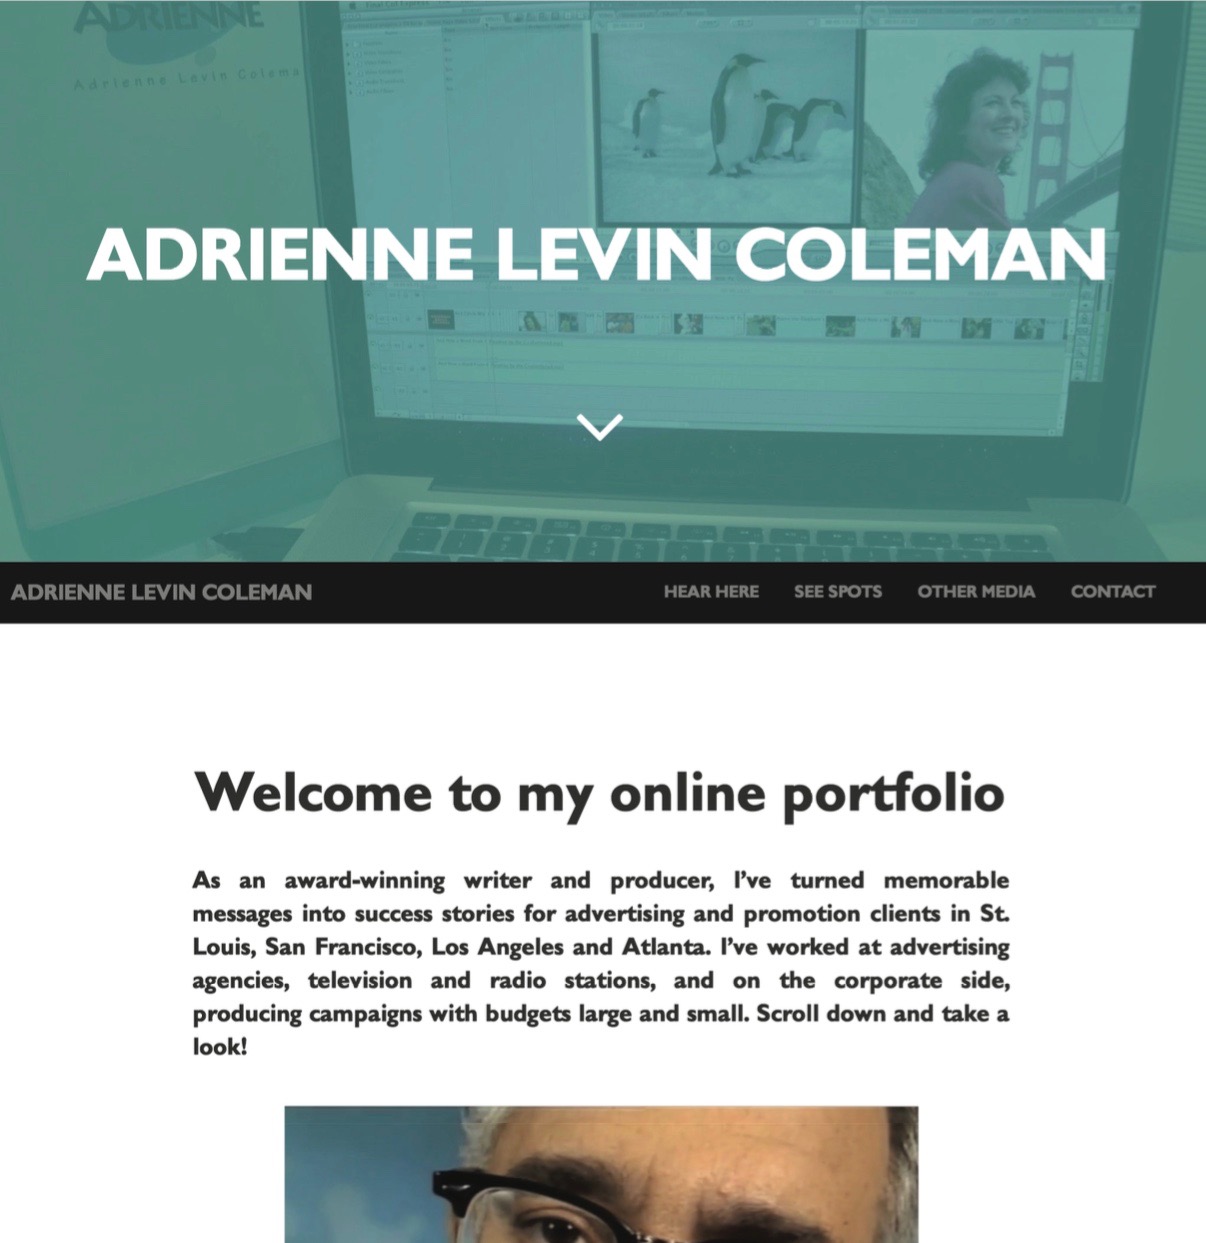 ADRIENNE
Adrienne Levin Colema
Final Cut Express
ADRIENNE LEVIN COLEMAN
ADRIENNE LEVIN COLEMAN HEAR HERE SEE SPOTS OTHER MEDIA CONTACT
Welcome to my online portfolio
As an award-winning writer and producer, I’ve turned memorable
messages into success stories for advertising and promotion clients in St.
Louis, San Francisco, Los Angeles and Atlanta. I’ve worked at advertising
agencies, television and radio stations, and on the corporate side,
producing campaigns with budgets large and small. Scroll down and take a
look!